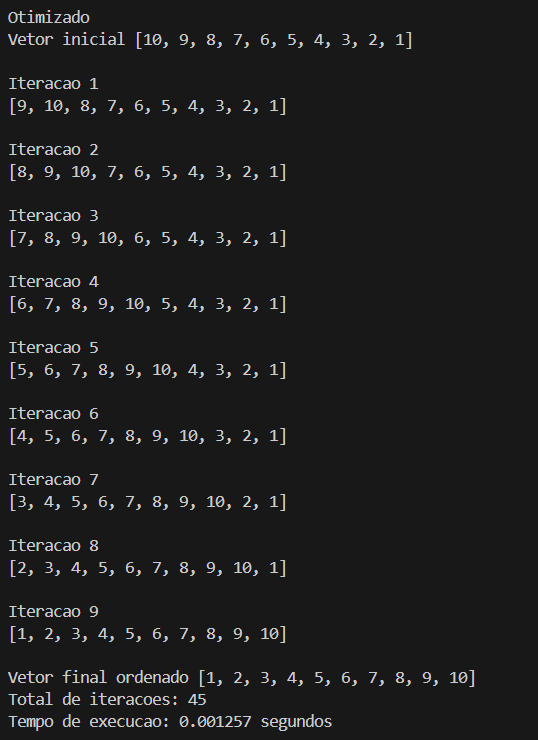 Otimizado
Vetor inicial [10, 9, 8, 7, 6, 5, 4, 3, 2, 1]
Iteracao 1
[9, 10, 8, 7, 6, 5, 4, 3, 2, 1]
Iteracao 2
[8, 9, 10, 7, 6, 5, 4, 3, 2, 1]
Iteracao 3
[7, 8, 9, 10, 6, 5, 4, 3, 2, 1]
Iteracao 4
[6, 7, 8, 9, 10, 5, 4, 3, 2, 1]
Iteracao 5
[5, 6, 7, 8, 9, 10, 4, 3, 2, 1]
Iteracao 6
[4, 5, 6, 7, 8, 9, 10, 3, 2, 1]
Iteracao 7
[3, 4, 5, 6, 7, 8, 9, 10, 2, 1]
Iteracao 8
[2, 3, 4, 5, 6, 7, 8, 9, 10, 1]
Iteracao 9
[1, 2, 3, 4, 5, 6, 7, 8, 9, 10]
Vetor final ordenado [1, 2, 3, 4, 5, 6, 7, 8, 9, 10]
Total de iteracoes: 45
Tempo de execucao: 0.001257 segundos